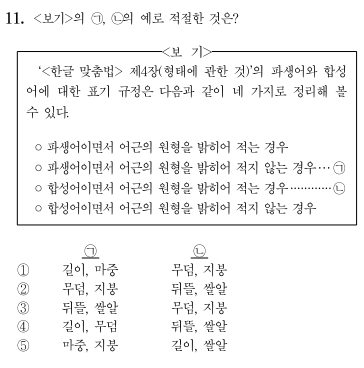 11. <보기>의 ㉠, ㉡의 예로 적절한 것은?
<보 기>
‘<한글 맞춤법> 제4장(형태에 관한 것)’의 파생어와 합성
어에 대한 표기 규정은 다음과 같이 네 가지로 정리해 볼
수 있다.
○ 파생어이면서 어근의 원형을 밝히어 적는 경우
○ 파생어이면서 어근의 원형을 밝히어 적지 않는 경우…㉠
○ 합성어이면서 어근의 원형을 밝히어 적는 경우…………㉡
○ 합성어이면서 어근의 원형을 밝히어 적지 않는 경우
㉠ ㉡
① 길이, 마중 무덤, 지붕
② 무덤, 지붕 뒤뜰, 쌀알
③ 뒤뜰, 쌀알 무덤, 지붕
④ 길이, 무덤 뒤뜰, 쌀알
⑤ 마중, 지붕 길이, 쌀알